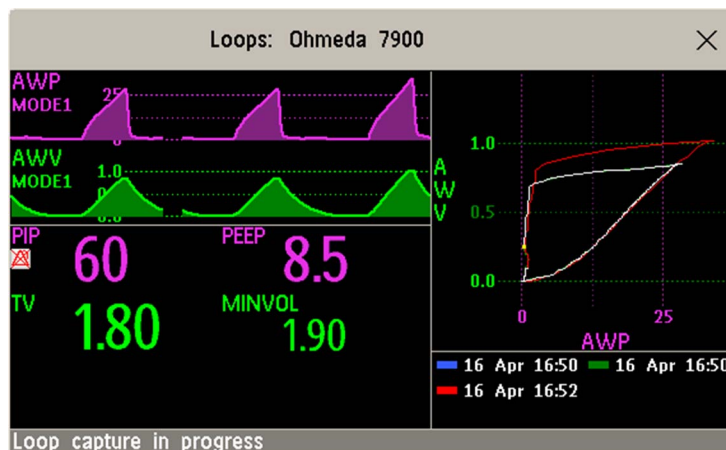 Loops: Ohmeda 7900
AWP
MODE1
25
0
AWV
MODE1
1.0
0.0
PIP
60
PEEP
8.5
TV
1.80
MINVOL
1.90
1.0
A
W
V
0.5
0.0
0
25
AWP
16 Apr 16:50
16 Apr 16:50
16 Apr 16:52
Loop capture in progress